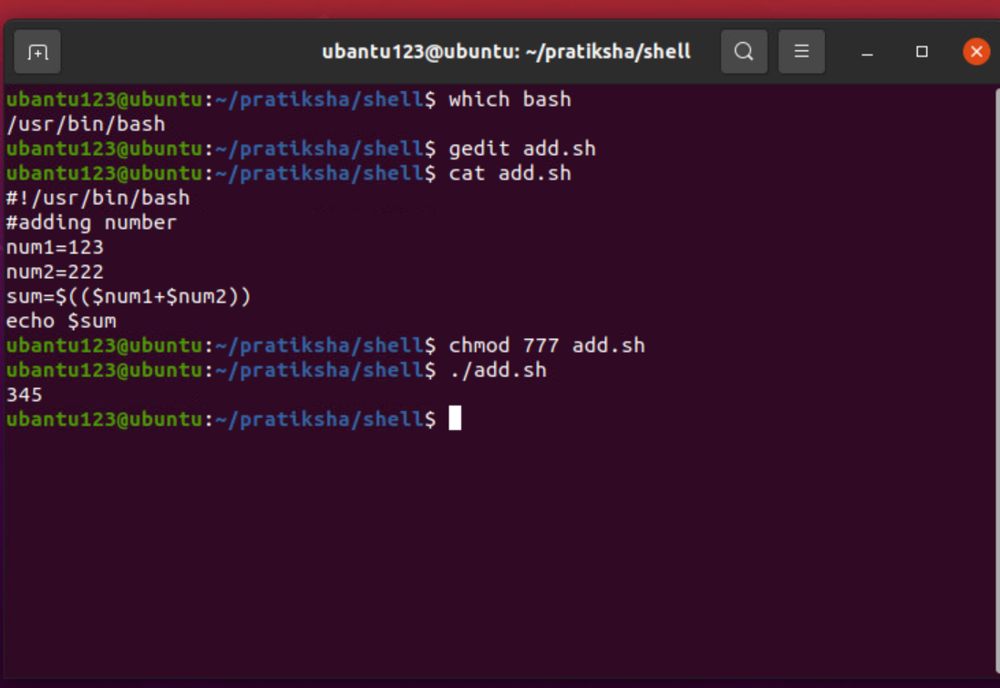 ubantu123@ubuntu: ~/pratiksha/shell
ubantu123@ubuntu:~/pratiksha/shell$ which bash
/usr/bin/bash
ubantu123@ubuntu:~/pratiksha/shell$ gedit add.sh
ubantu123@ubuntu:~/pratiksha/shell$ cat add.sh
#!/usr/bin/bash
#adding number
num1=123
num2=222
sum=$(($num1+$num2))
echo $sum
ubantu123@ubuntu:~/pratiksha/shell$ chmod 777 add.sh
ubantu123@ubuntu:~/pratiksha/shell$ ./add.sh
345
ubantu123@ubuntu:~/pratiksha/shell$